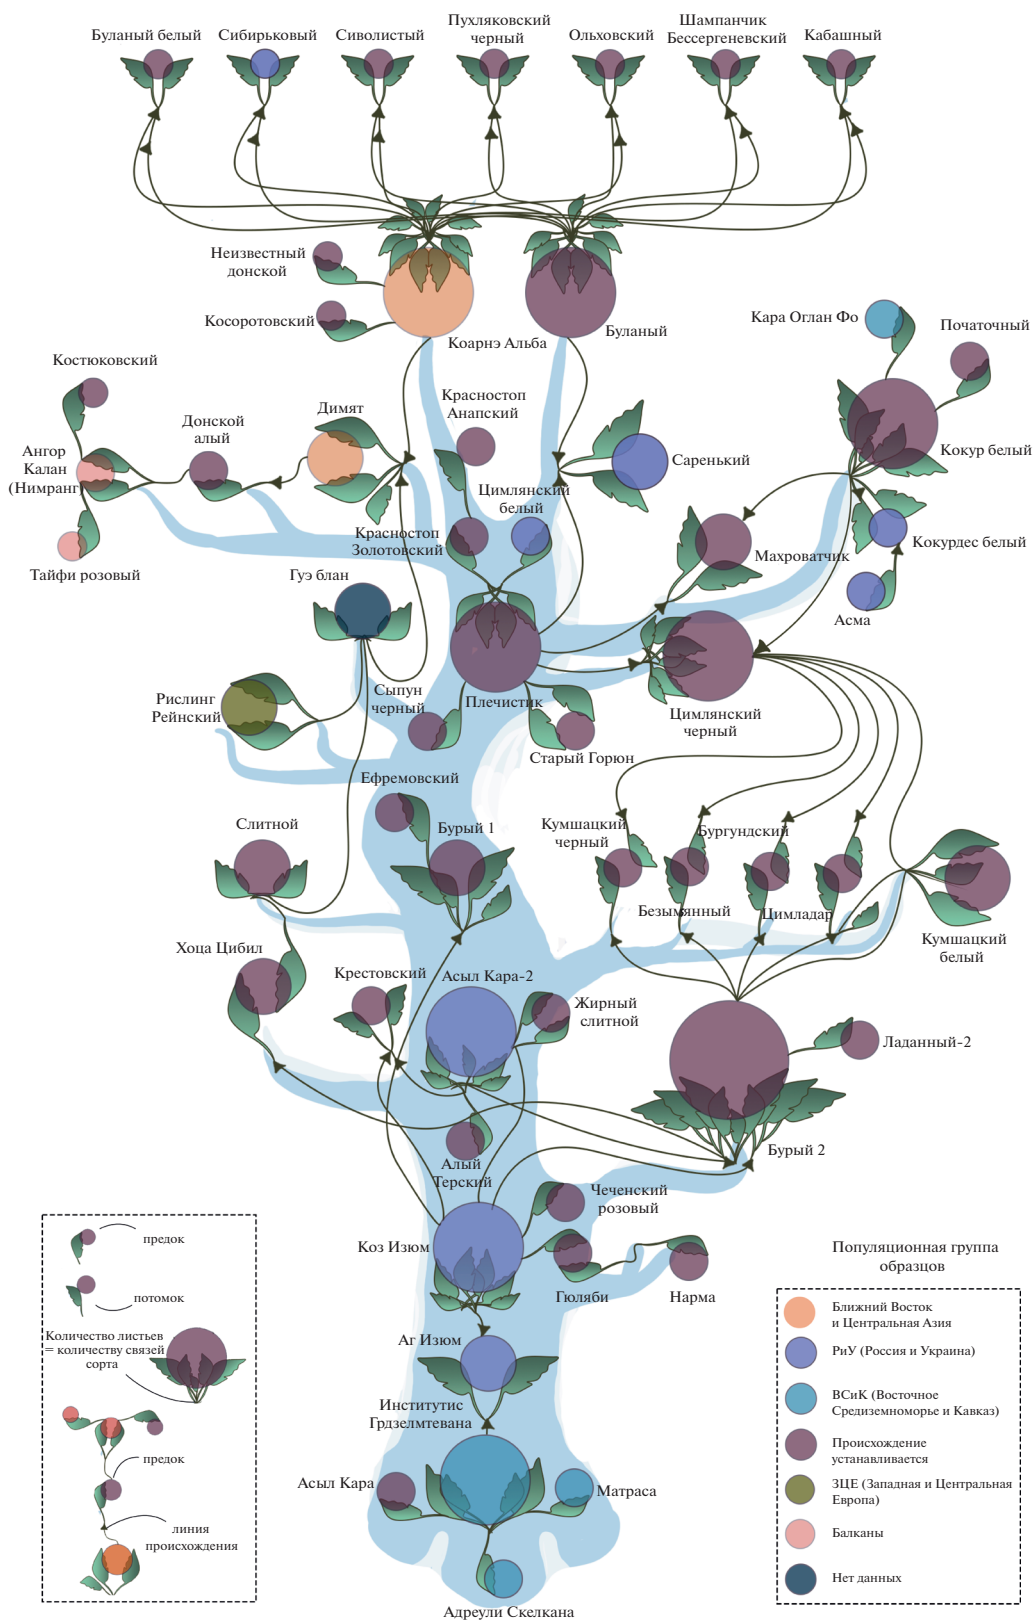 Буланый белый
Сибирьковый
Сиволистый
Пухляковский
черный
Ольховский
Шампанчик
Бессергеневский
Кабашный
Неизвестный
донской
Косоротовский
Коарнэ Альба
Буланый
Кара Оглан Фо
Початочный
Костюковский
Красностоп
Анапский
Донской
алый
Димят
Ангор
Калан
(Нимранг)
Саренький
Кокур белый
Цимлянский
белый
Красностоп
Золотовский
Махроватчик
Кокурдес белый
Тайфи розовый
Гуэ блан
Асма
Рислинг
Рейнский
Сыпун
черный
Плечистик
Цимлянский
черный
Старый Горюн
Ефремовский
Слитной
Бурый 1
Кумшацкий
черный
Бургундский
Безымянный
Цимладар
Кумшацкий
белый
Хоца Цибил
Крестовский
Асыл Кара-2
Жирный
слитной
Ладанный-2
Алый
Терский
Бурый 2
Чеченский
розовый
Коз Изюм
Гюляби
Нарма
Аг Изюм
Институтис
Грдзелмтевана
Асыл Кара
Матраса
Адреули Скелкана
предок
потомок
Количество листьев
= количеству связей
сорта
предок
линия
происхождения
Популяционная группа
образцов
Ближний Восток
и Центральная Азия
РиУ (Россия и Украина)
ВСиК (Восточное
Средиземноморье и Кавказ)
Происхождение
устанавливается
ЗЦЕ (Западная и Центральная
Европа)
Балканы
Нет данных